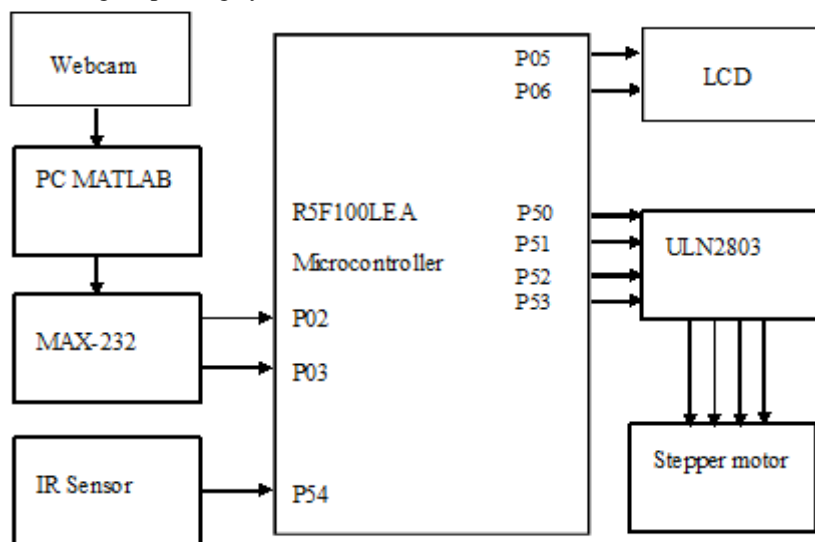 Webcam
PC MATLAB
MAX-232
IR Sensor
R5F100LEA
Microcontroller
P02
P03
P54
P05
P06
P50
P51
P52
P53
LCD
ULN2803
Stepper motor